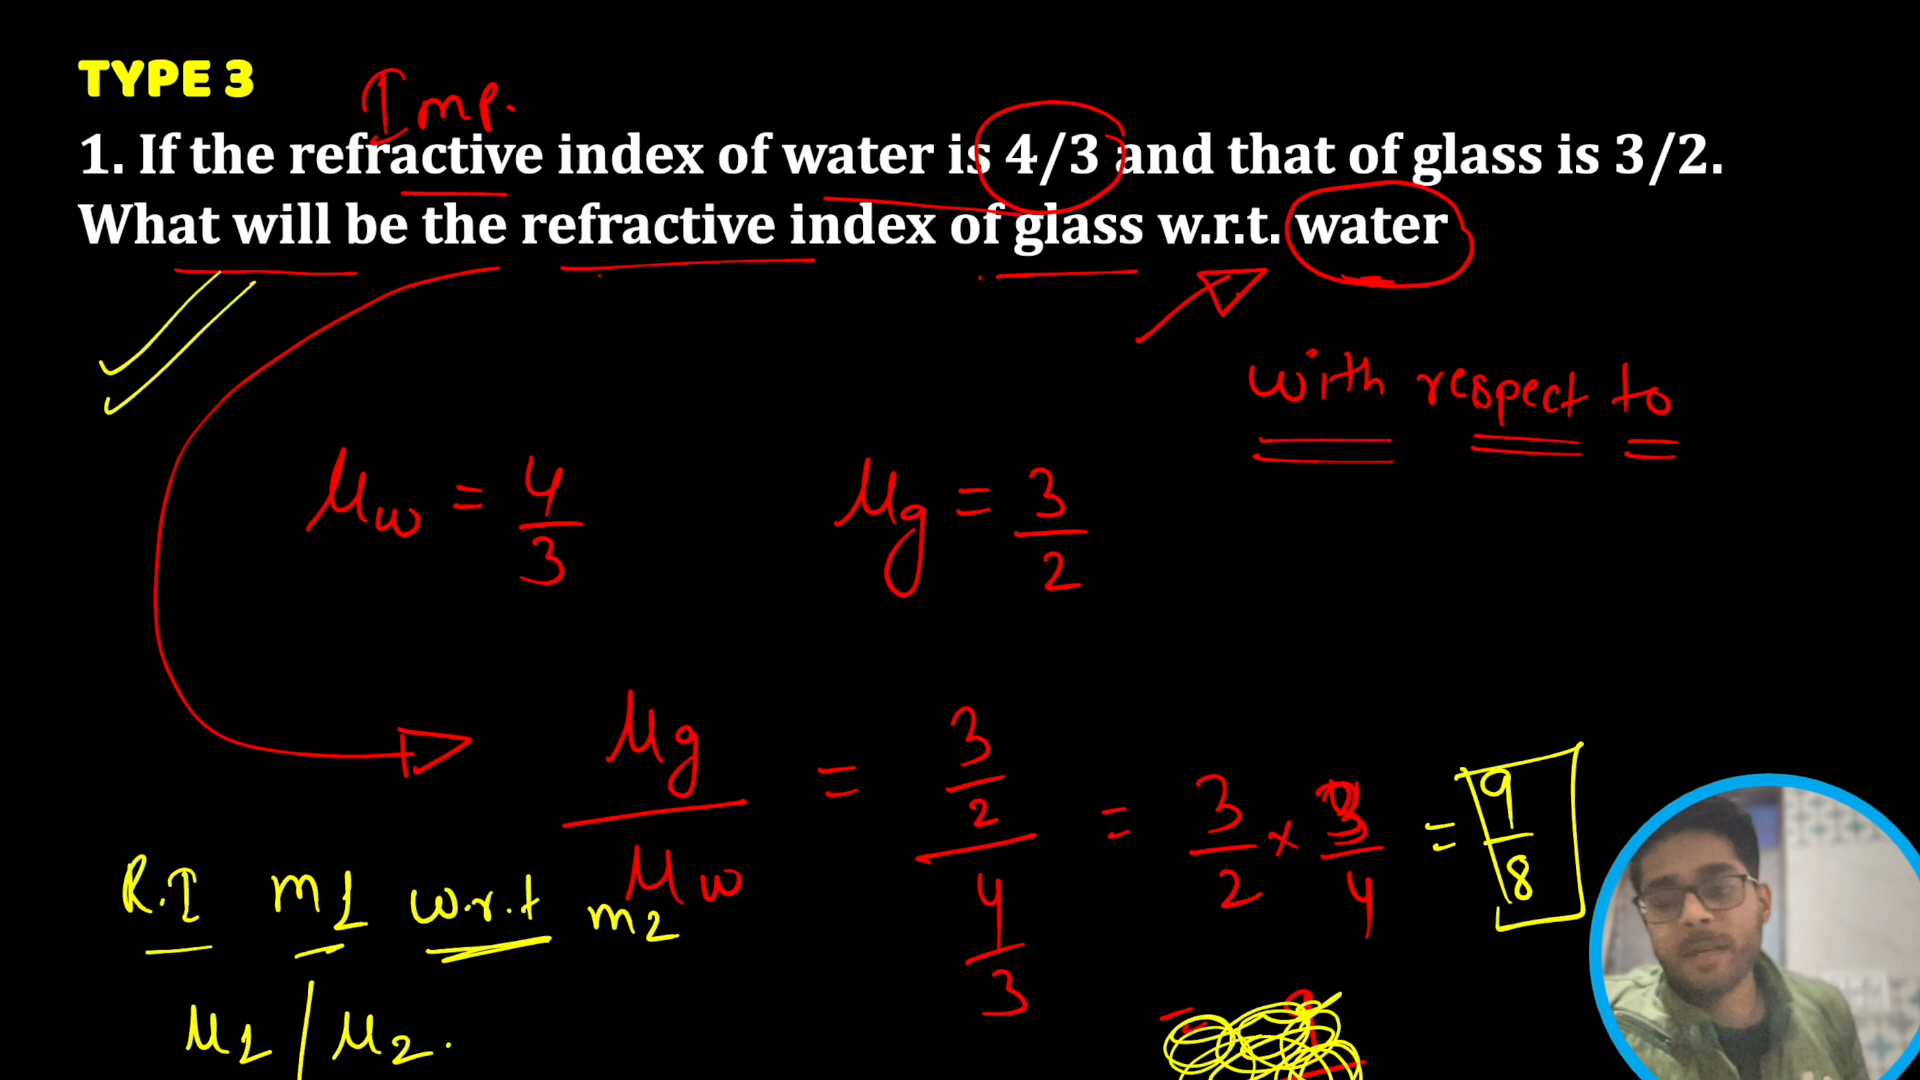 TYPE 3
Imp.
1. If the refractive index of water is 4/3 and that of glass is 3/2.
What will be the refractive index of glass w.r.t. water
with respect to
μw = 4/3
μg = 3/2
μg/μw = 3/2 / 4/3 = 3/2 × 3/4 = 9/8
R.I m1 w.r.t m2
μ1 / μ2.